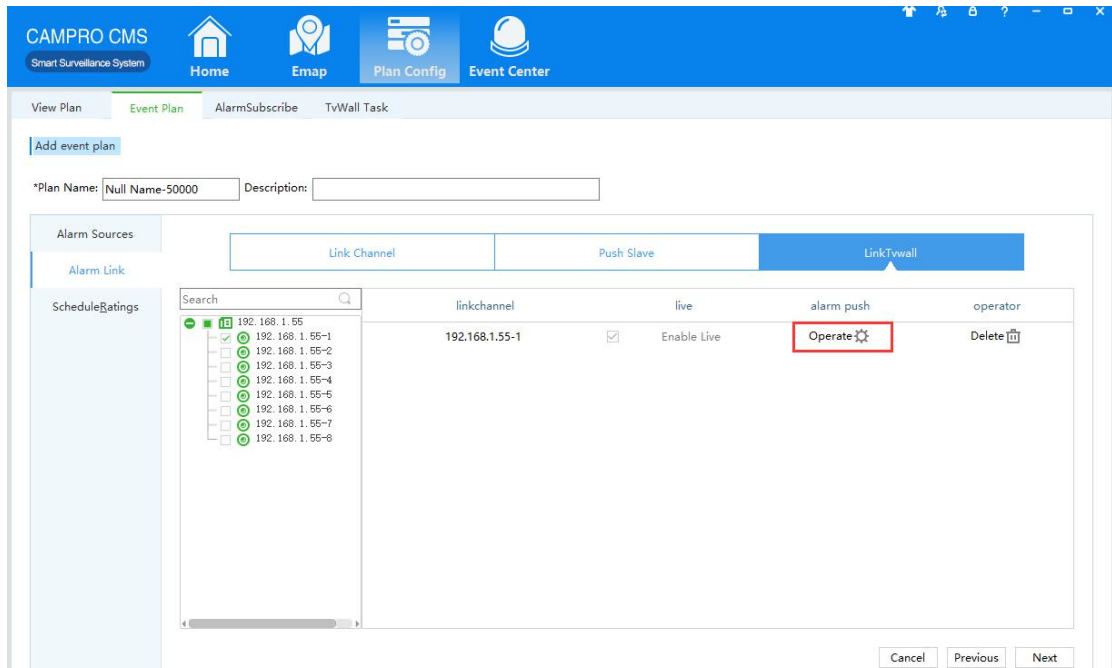 CAMPRO CMS
Smart Surveillance System
Home
Emap
Plan Config
Event Center
?
View Plan
Event Plan
AlarmSubscribe
TvWall Task
Add event plan
*Plan Name: Null Name-50000 Description:
Alarm Sources
Alarm Link
ScheduleRatings
Link Channel
Push Slave
LinkTvwall
Search
192.168.1.55
192.168.1.55-1
192.168.1.55-2
192.168.1.55-3
192.168.1.55-4
192.168.1.55-5
192.168.1.55-6
192.168.1.55-7
192.168.1.55-8
linkchannel live alarm push operator
192.168.1.55-1 Enable Live Operate Delete
Cancel Previous Next